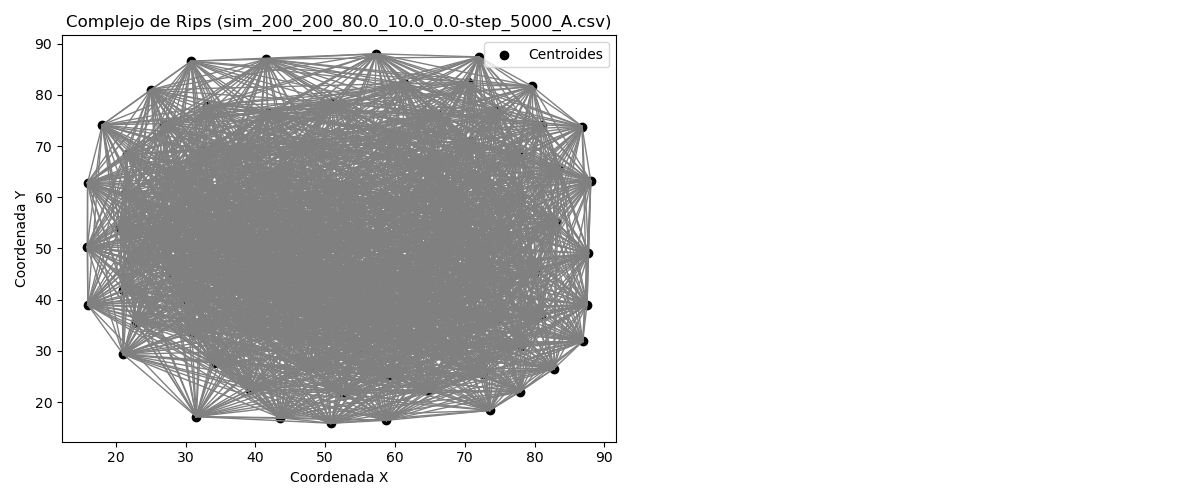 Complejo de Rips (sim_200_200_80.0_10.0_0.0-step_5000_A.csv)
Centroides
90
80
70
60
50
40
30
20
Coordenada Y
20 30 40 50 60 70 80 90
Coordenada X